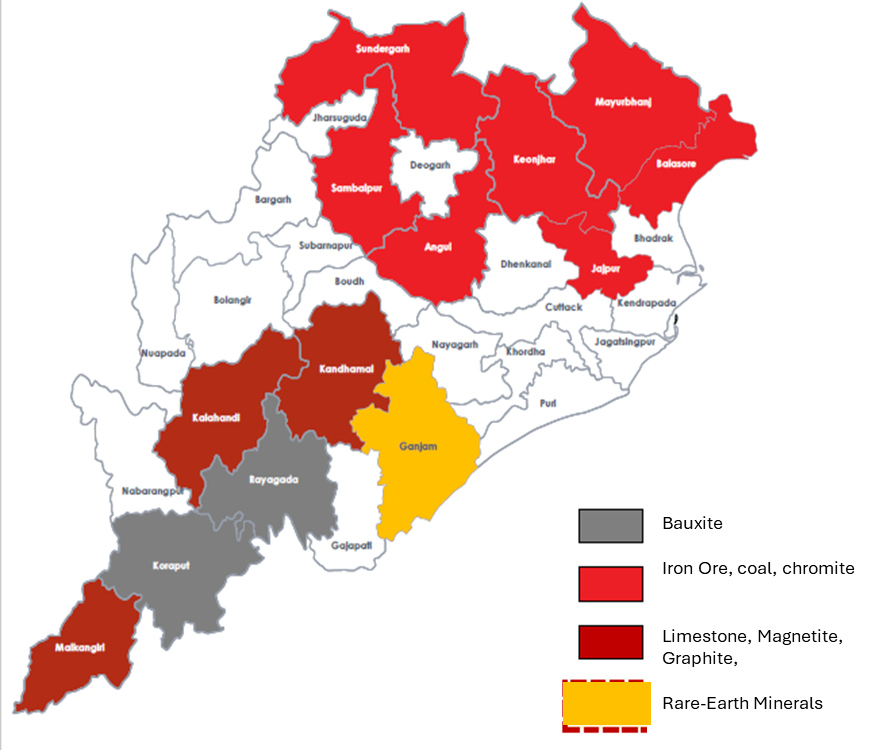 Sundergarh
Mayurbhanj
Jharsuguda
Keonjhar
Balasore
Deogarh
Sambalpur
Bargarh
Bhadrak
Subarnapur
Angul
Dhenkanal
Jajpur
Boudh
Bolangir
Cuttack
Kendrapada
Nayagarh
Khordha
Jagatsingpur
Nuapada
Kandhamal
Puri
Kalahandi
Ganjam
Rayagada
Nabarangpur
Gajapati
Koraput
Malkangiri
Bauxite
Iron Ore, coal, chromite
Limestone, Magnetite,
Graphite,
Rare-Earth Minerals